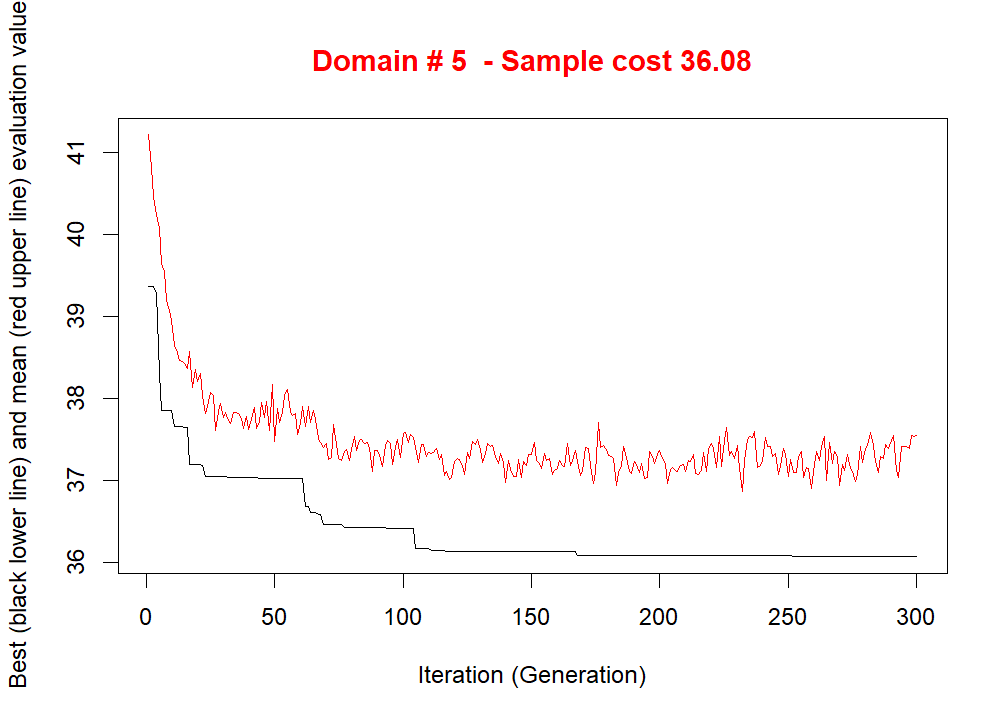 Domain # 5  - Sample cost 36.08
Best (black lower line) and mean (red upper line) evaluation value
41
40
39
38
37
36
0 50 100 150 200 250 300
Iteration (Generation)